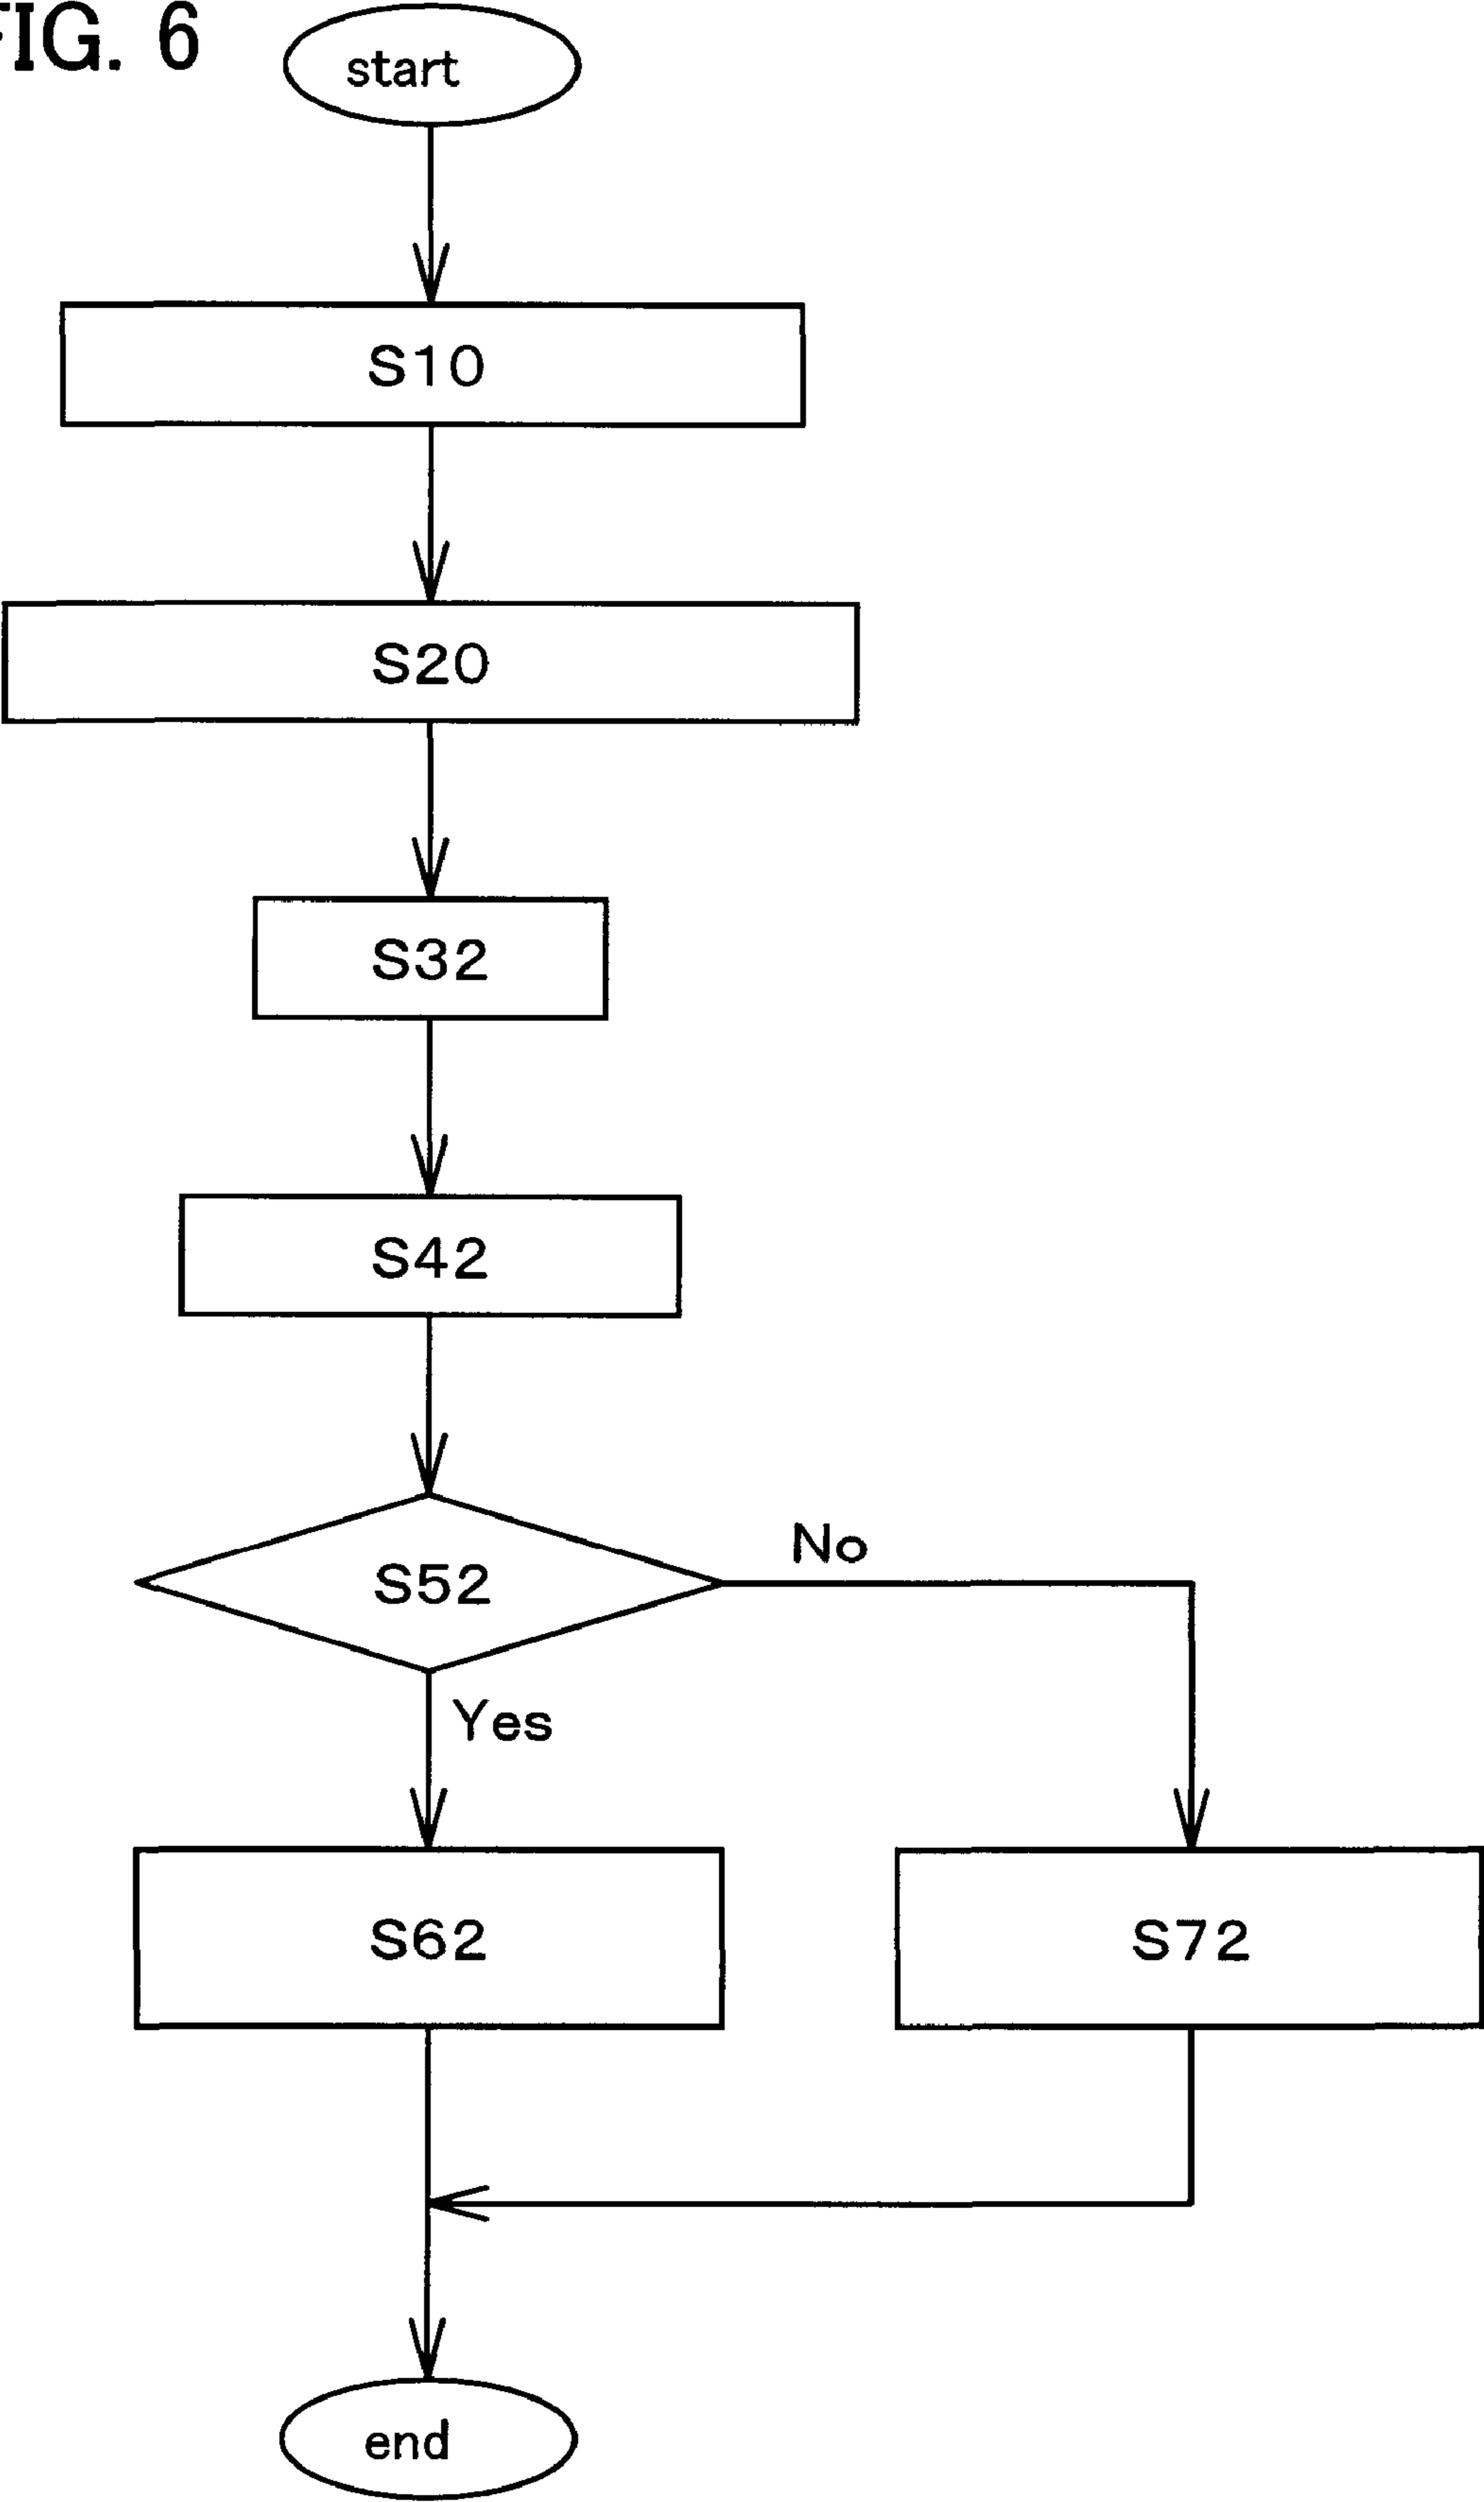 FIG. 6
start
S10
S20
S32
S42
S52
No
Yes
S62
S72
end